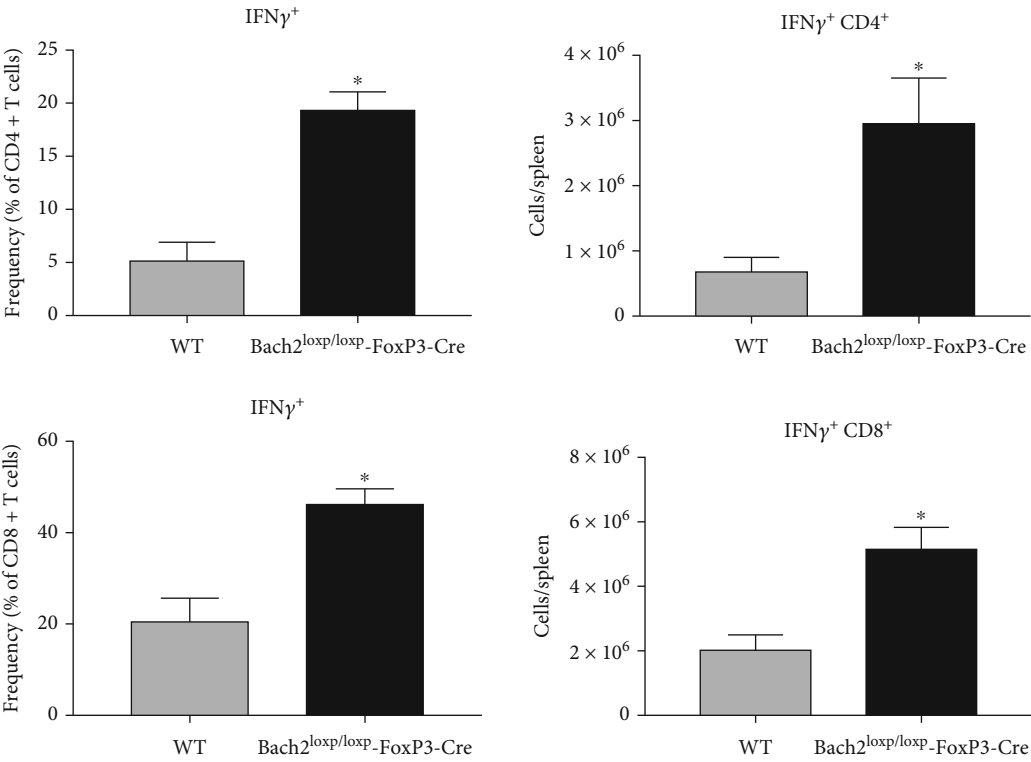 IFNγ⁺
Frequency (% of CD4 + T cells)
25
20
15
10
5
0
*
WT
Bach2ˡᵒˣᵖ/ˡᵒˣᵖ-FoxP3-Cre
IFNγ⁺ CD4⁺
Cells/spleen
4 × 10⁶
3 × 10⁶
2 × 10⁶
1 × 10⁶
0
*
WT
Bach2ˡᵒˣᵖ/ˡᵒˣᵖ-FoxP3-Cre
IFNγ⁺
Frequency (% of CD8 + T cells)
60
40
20
0
*
WT
Bach2ˡᵒˣᵖ/ˡᵒˣᵖ-FoxP3-Cre
IFNγ⁺ CD8⁺
Cells/spleen
8 × 10⁶
6 × 10⁶
4 × 10⁶
2 × 10⁶
0
*
WT
Bach2ˡᵒˣᵖ/ˡᵒˣᵖ-FoxP3-Cre